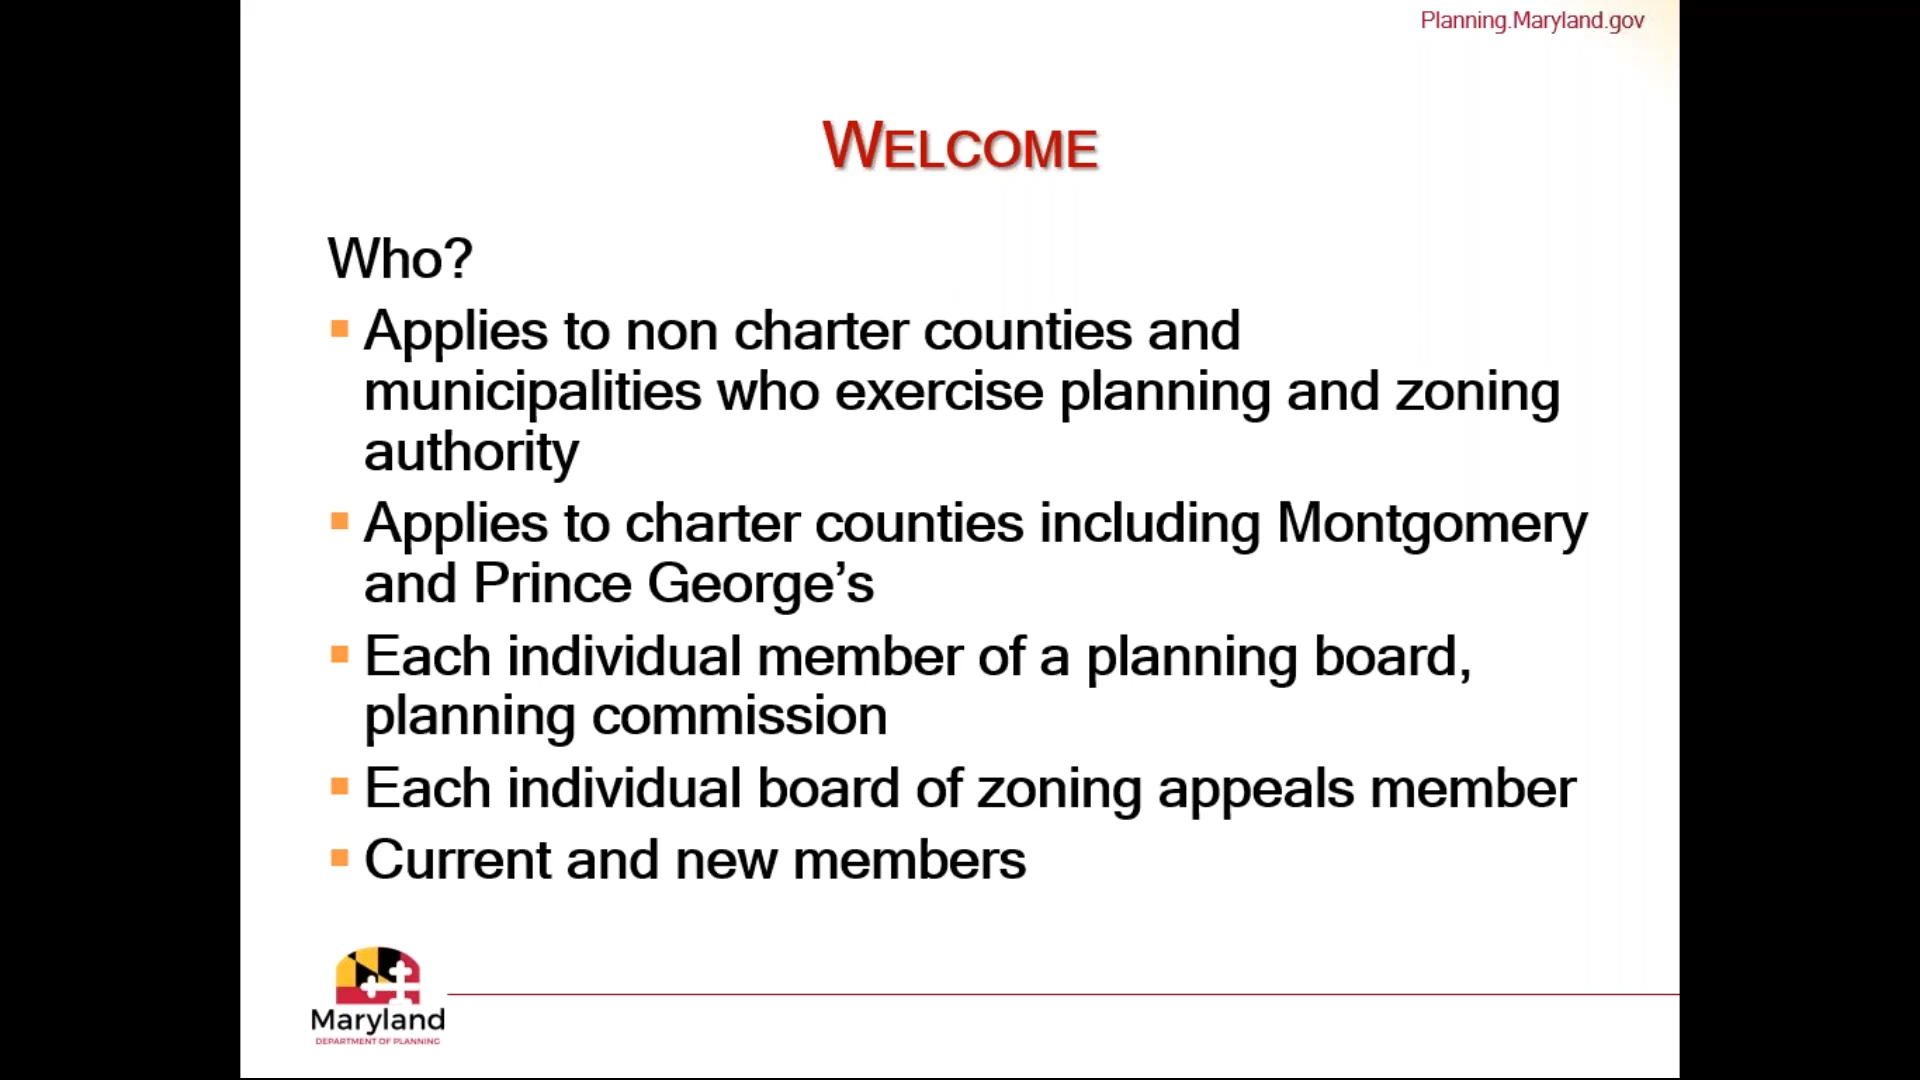 Planning.Maryland.gov
WELCOME
Who?
Applies to non charter counties and
municipalities who exercise planning and zoning
authority
Applies to charter counties including Montgomery
and Prince George’s
Each individual member of a planning board,
planning commission
Each individual board of zoning appeals member
Current and new members
Maryland
DEPARTMENT OF PLANNING